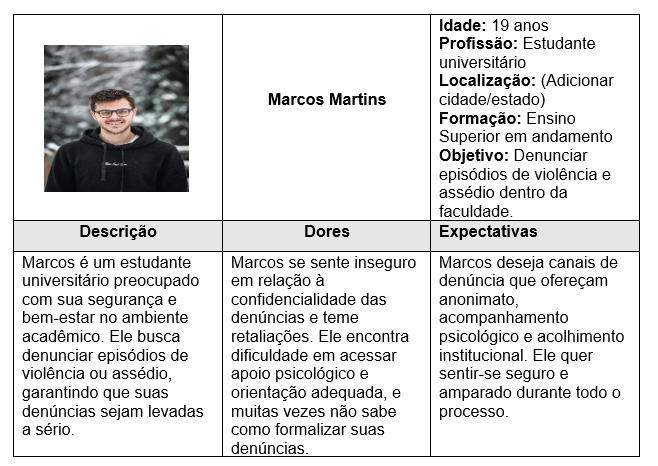 Marcos Martins
Idade: 19 anos
Profissão: Estudante
universitário
Localização: (Adicionar
cidade/estado)
Formação: Ensino
Superior em andamento
Objetivo: Denunciar
episódios de violência e
assédio dentro da
faculdade.
Descrição
Dores
Expectativas
Marcos é um estudante
universitário preocupado
com sua segurança e
bem-estar no ambiente
acadêmico. Ele busca
denunciar episódios de
violência ou assédio,
garantindo que suas
denúncias sejam levadas
a sério.
Marcos se sente inseguro
em relação à
confidencialidade das
denúncias e teme
retaliações. Ele encontra
dificuldade em acessar
apoio psicológico e
orientação adequada, e
muitas vezes não sabe
como formalizar suas
denúncias.
Marcos deseja canais de
denúncia que ofereçam
anonimato,
acompanhamento
psicológico e acolhimento
institucional. Ele quer
sentir-se seguro e
amparado durante todo o
processo.